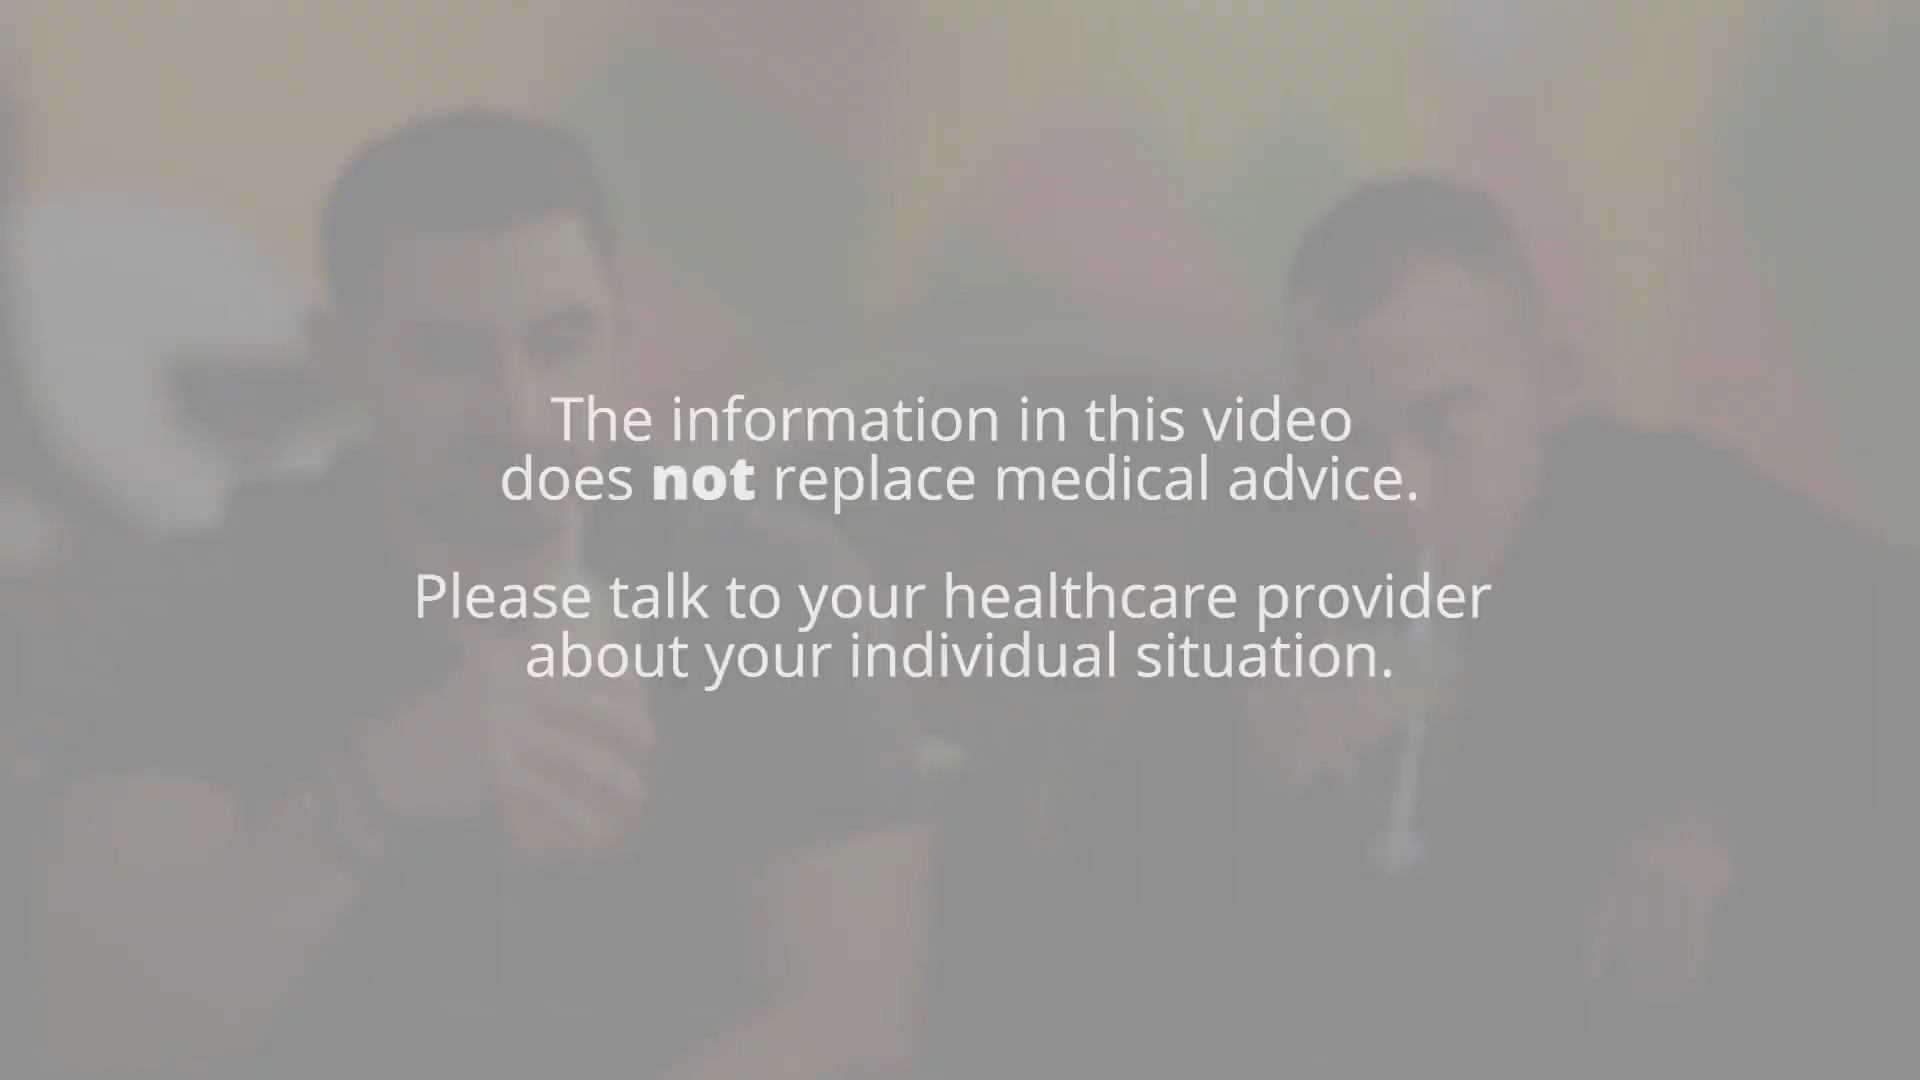 The information in this video
does not replace medical advice.
Please talk to your healthcare provider
about your individual situation.